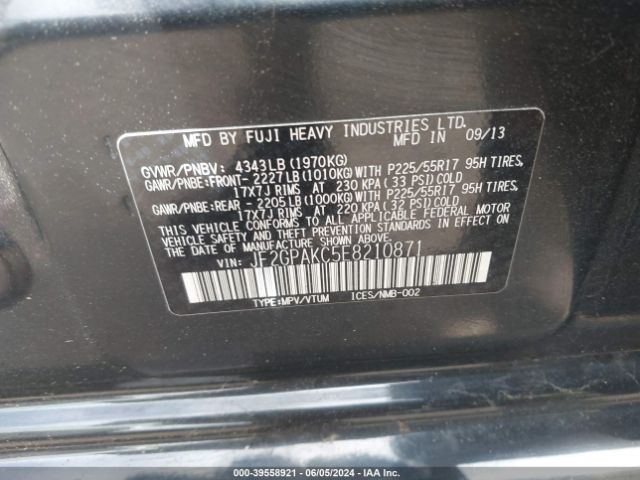 MFD BY FUJI HEAVY INDUSTRIES LTD.
MFD IN 09/13
GVWR/PNBV: 4343LB (1970KG)
GAWR/PNBE:FRONT-2227LB (1010KG) WITH P225/55R17 95H TIRES,
17X7J RIMS AT 230 KPA (33 PSI) COLD
GAWR/PNBE:REAR - 2205LB (1000KG) WITH P225/55R17 95H TIRES,
17X7J RIMS AT 220 KPA (32 PSI) COLD
THIS VEHICLE CONFORMS TO ALL APPLICABLE FEDERAL MOTOR
VEHICLE SAFETY AND BUMPER STANDARDS IN EFFECT ON
THE DATE OF MANUFACTURE SHOWN ABOVE.
VIN: JF2GPAKC5E8210871
TYPE:MPV/VTUM ICES/NMB-002
000-39558921 - 06/05/2024 - IAA Inc.